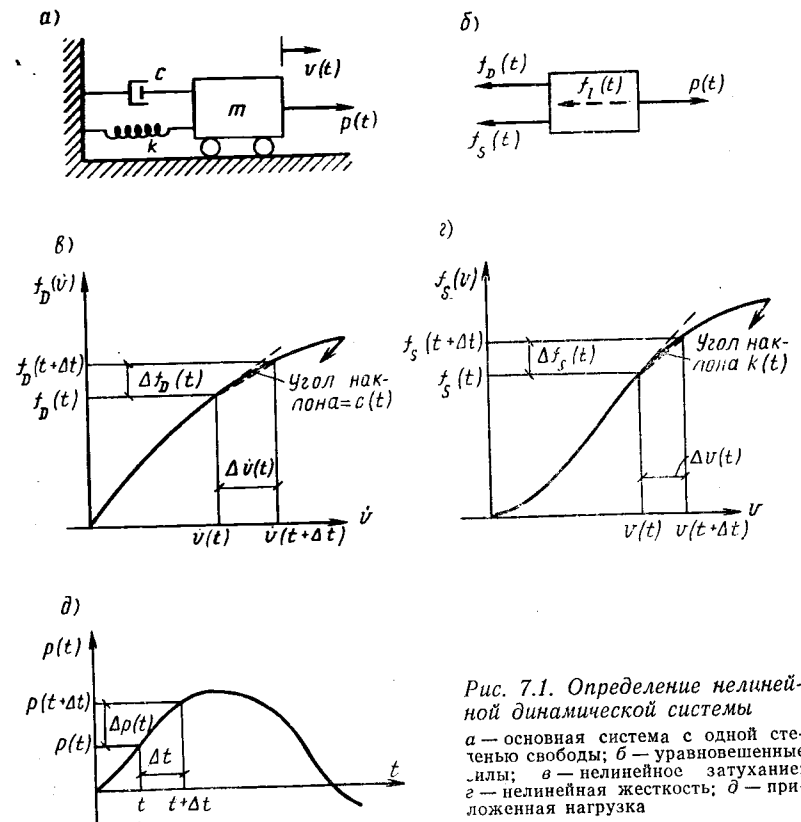 а)
c
k
m
v(t)
p(t)
б)
f_D(t)
f_I(t)
f_S(t)
p(t)
в)
f_D(v̇)
f_D(t+Δt)
Δf_D(t)
f_D(t)
Угол нак-
лона=c(t)
Δv̇(t)
v̇(t)
v̇(t+Δt)
v̇
г)
f_S(v)
f_S(t+Δt)
Δf_S(t)
f_S(t)
Угол нак-
лона k(t)
Δv(t)
v(t)
v(t+Δt)
v
д)
p(t)
p(t+Δt)
Δp(t)
p(t)
Δt
t
t+Δt
t
Рис. 7.1. Определение нелиней-
ной динамической системы
а — основная система с одной сте-
пенью свободы; б — уравновешенные
силы; в — нелинейное затухание;
г — нелинейная жесткость; д — при-
ложенная нагрузка